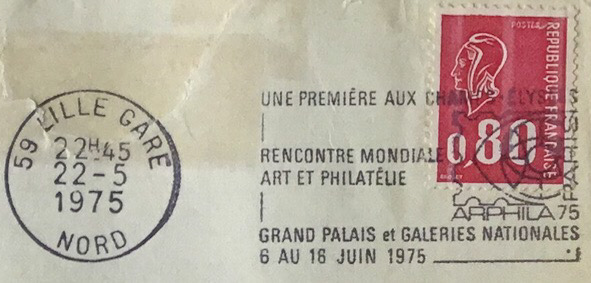 59 LILLE GARE
22H45
22-5
1975
NORD
UNE PREMIÈRE AUX CHAMPS-ÉLYSÉES
RENCONTRE MONDIALE
ART ET PHILATÉLIE
ARPHILA 75
PARIS
GRAND PALAIS et GALERIES NATIONALES
6 AU 16 JUIN 1975
POSTES
REPUBLIQUE FRANÇAISE
0,80